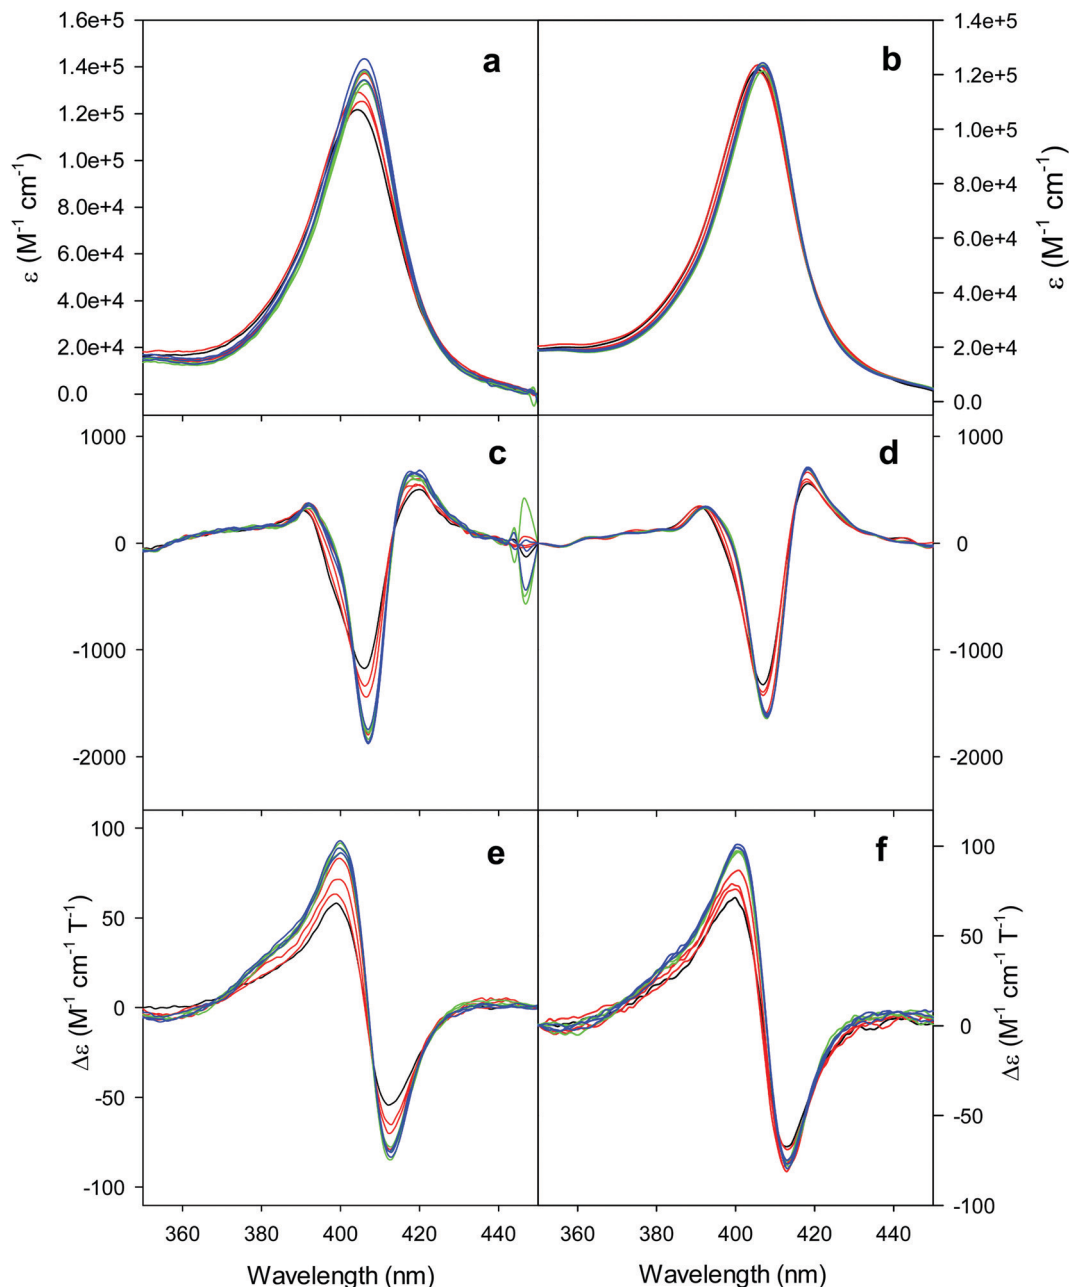 1.6e+5
1.4e+5
1.2e+5
1.0e+5
8.0e+4
6.0e+4
4.0e+4
2.0e+4
0.0
ε (M-1 cm-1)
a
b
1.4e+5
1.2e+5
1.0e+5
8.0e+4
6.0e+4
4.0e+4
2.0e+4
0.0
ε (M-1 cm-1)
1000
0
-1000
-2000
c
d
1000
0
-1000
-2000
100
50
0
-50
-100
Δε (M-1 cm-1 T-1)
e
f
100
50
0
-50
-100
Δε (M-1 cm-1 T-1)
360 380 400 420 440 360 380 400 420 440
Wavelength (nm) Wavelength (nm)